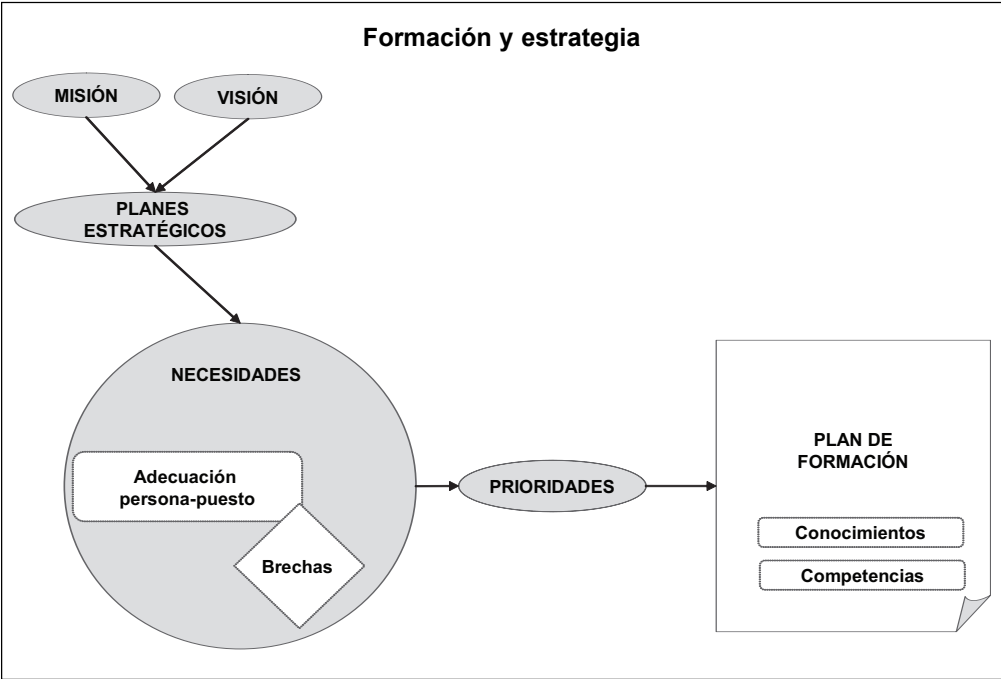 Formación y estrategia
MISIÓN
VISIÓN
PLANES
ESTRATÉGICOS
NECESIDADES
Adecuación
persona-puesto
Brechas
PRIORIDADES
PLAN DE
FORMACIÓN
Conocimientos
Competencias